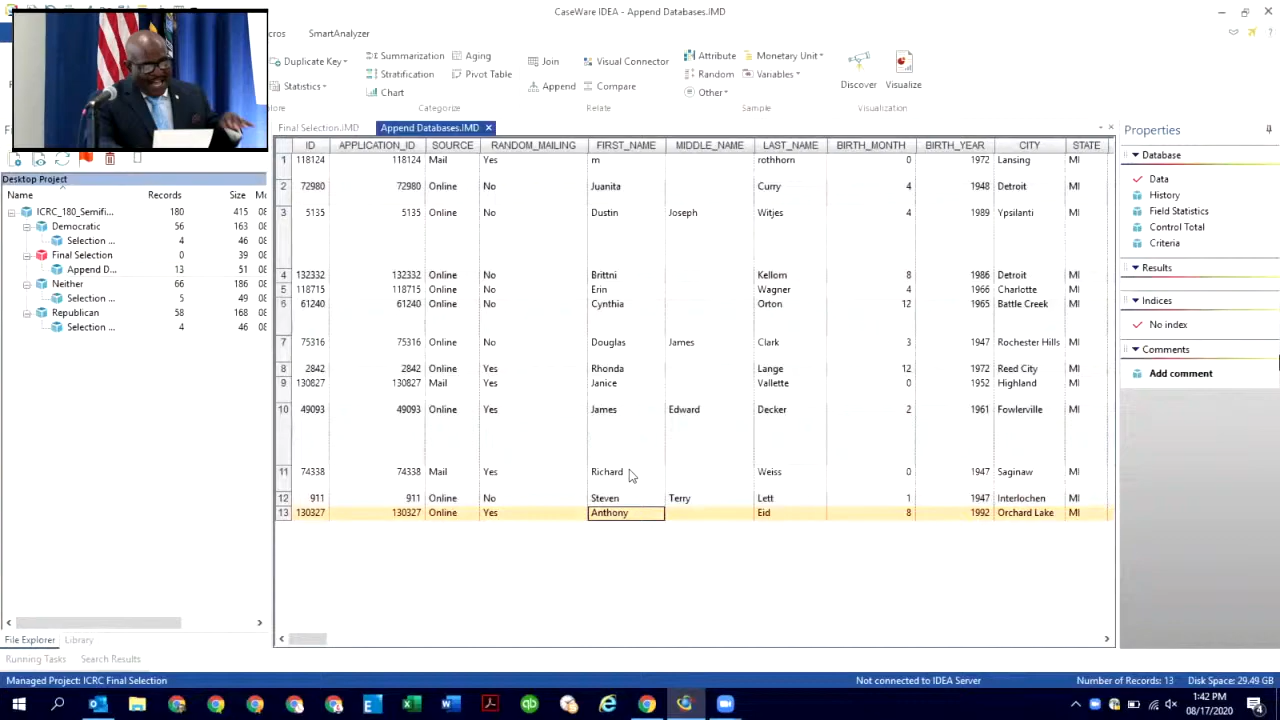 CaseWare IDEA - Append Databases.IMD
SmartAnalyzer
Duplicate Key
Statistics
Summarization
Stratification
Chart
Aging
Pivot Table
Categorize
Join
Append
Visual Connector
Compare
Relate
Attribute
Random
Other
Monetary Unit
Variables
Sample
Discover
Visualize
Visualization
Final Selection.IMD
Append Databases.IMD
Desktop Project
Name Records Size
ICRC_180_Semifi... 180 415 08
Democratic 56 163 08
Selection ... 4 46 08
Final Selection 0 39 08
Append D... 13 51 08
Neither 66 186 08
Selection ... 5 49 08
Republican 58 168 08
Selection ... 4 46 08
File Explorer Library
Running Tasks Search Results
ID APPLICATION_ID SOURCE RANDOM_MAILING FIRST_NAME MIDDLE_NAME LAST_NAME BIRTH_MONTH BIRTH_YEAR CITY STATE
1 118124 118124 Mail Yes m rothhorn 0 1972 Lansing MI
2 72980 72980 Online No Juanita Curry 4 1948 Detroit MI
3 5135 5135 Online No Dustin Joseph Witjes 4 1989 Ypsilanti MI
4 132332 132332 Online No Brittni Kellom 8 1986 Detroit MI
5 118715 118715 Online No Erin Wagner 4 1966 Charlotte MI
6 61240 61240 Online No Cynthia Orton 12 1965 Battle Creek MI
7 75316 75316 Online No Douglas James Clark 3 1947 Rochester Hills MI
8 2842 2842 Online Yes Rhonda Lange 12 1972 Reed City MI
9 130827 130827 Mail Yes Janice Vallette 0 1952 Highland MI
10 49093 49093 Online Yes James Edward Decker 2 1961 Fowlerville MI
11 74338 74338 Mail Yes Richard Weiss 0 1947 Saginaw MI
12 911 911 Online No Steven Terry Lett 1 1947 Interlochen MI
13 130327 130327 Online Yes Anthony Eid 8 1992 Orchard Lake MI
Properties
Database
Data
History
Field Statistics
Control Total
Criteria
Results
Indices
No index
Comments
Add comment
Managed Project: ICRC Final Selection Not connected to IDEA Server Number of Records: 13 Disk Space: 29.49 GB
1:42 PM
08/17/2020